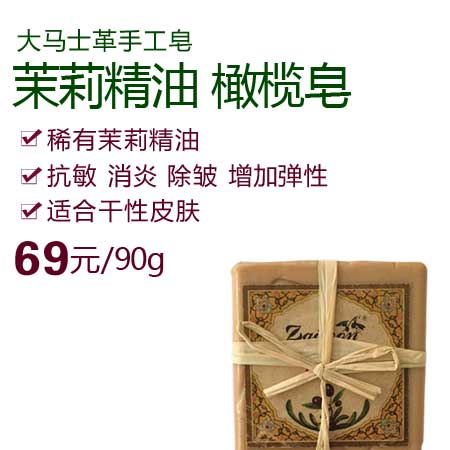 大马士革手工皂
茉莉精油 橄榄皂
稀有茉莉精油
抗敏 消炎 除皱 增加弹性
适合干性皮肤
69元/90g